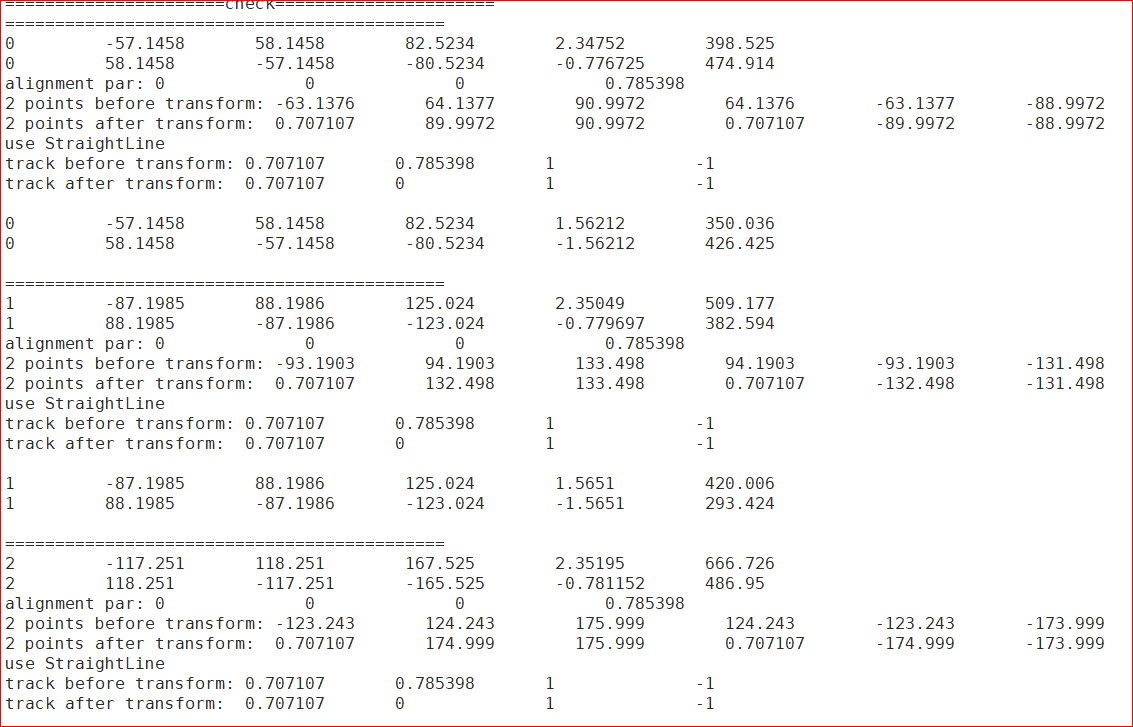 ======================check======================
============================================
0 -57.1458 58.1458 82.5234 2.34752 398.525
0 58.1458 -57.1458 -80.5234 -0.776725 474.914
alignment par: 0 0 0 0.785398
2 points before transform: -63.1376 64.1377 90.9972 64.1376 -63.1377 -88.9972
2 points after transform: 0.707107 89.9972 90.9972 0.707107 -89.9972 -88.9972
use StraightLine
track before transform: 0.707107 0.785398 1 -1
track after transform: 0.707107 0 1 -1
0 -57.1458 58.1458 82.5234 1.56212 350.036
0 58.1458 -57.1458 -80.5234 -1.56212 426.425
============================================
1 -87.1985 88.1986 125.024 2.35049 509.177
1 88.1985 -87.1986 -123.024 -0.779697 382.594
alignment par: 0 0 0 0.785398
2 points before transform: -93.1903 94.1903 133.498 94.1903 -93.1903 -131.498
2 points after transform: 0.707107 132.498 133.498 0.707107 -132.498 -131.498
use StraightLine
track before transform: 0.707107 0.785398 1 -1
track after transform: 0.707107 0 1 -1
1 -87.1985 88.1986 125.024 1.5651 420.006
1 88.1985 -87.1986 -123.024 -1.5651 293.424
============================================
2 -117.251 118.251 167.525 2.35195 666.726
2 118.251 -117.251 -165.525 -0.781152 486.95
alignment par: 0 0 0 0.785398
2 points before transform: -123.243 124.243 175.999 124.243 -123.243 -173.999
2 points after transform: 0.707107 174.999 175.999 0.707107 -174.999 -173.999
use StraightLine
track before transform: 0.707107 0.785398 1 -1
track after transform: 0.707107 0 1 -1